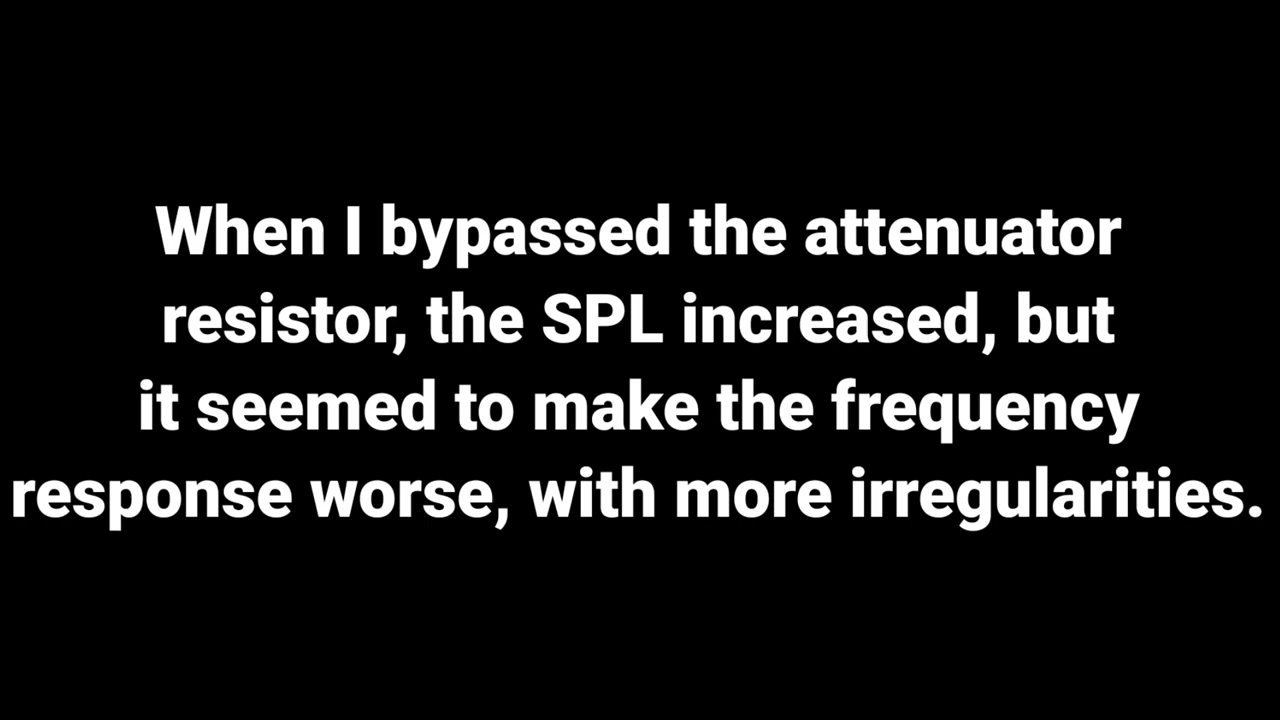 When I bypassed the attenuator
resistor, the SPL increased, but
it seemed to make the frequency
response worse, with more irregularities.